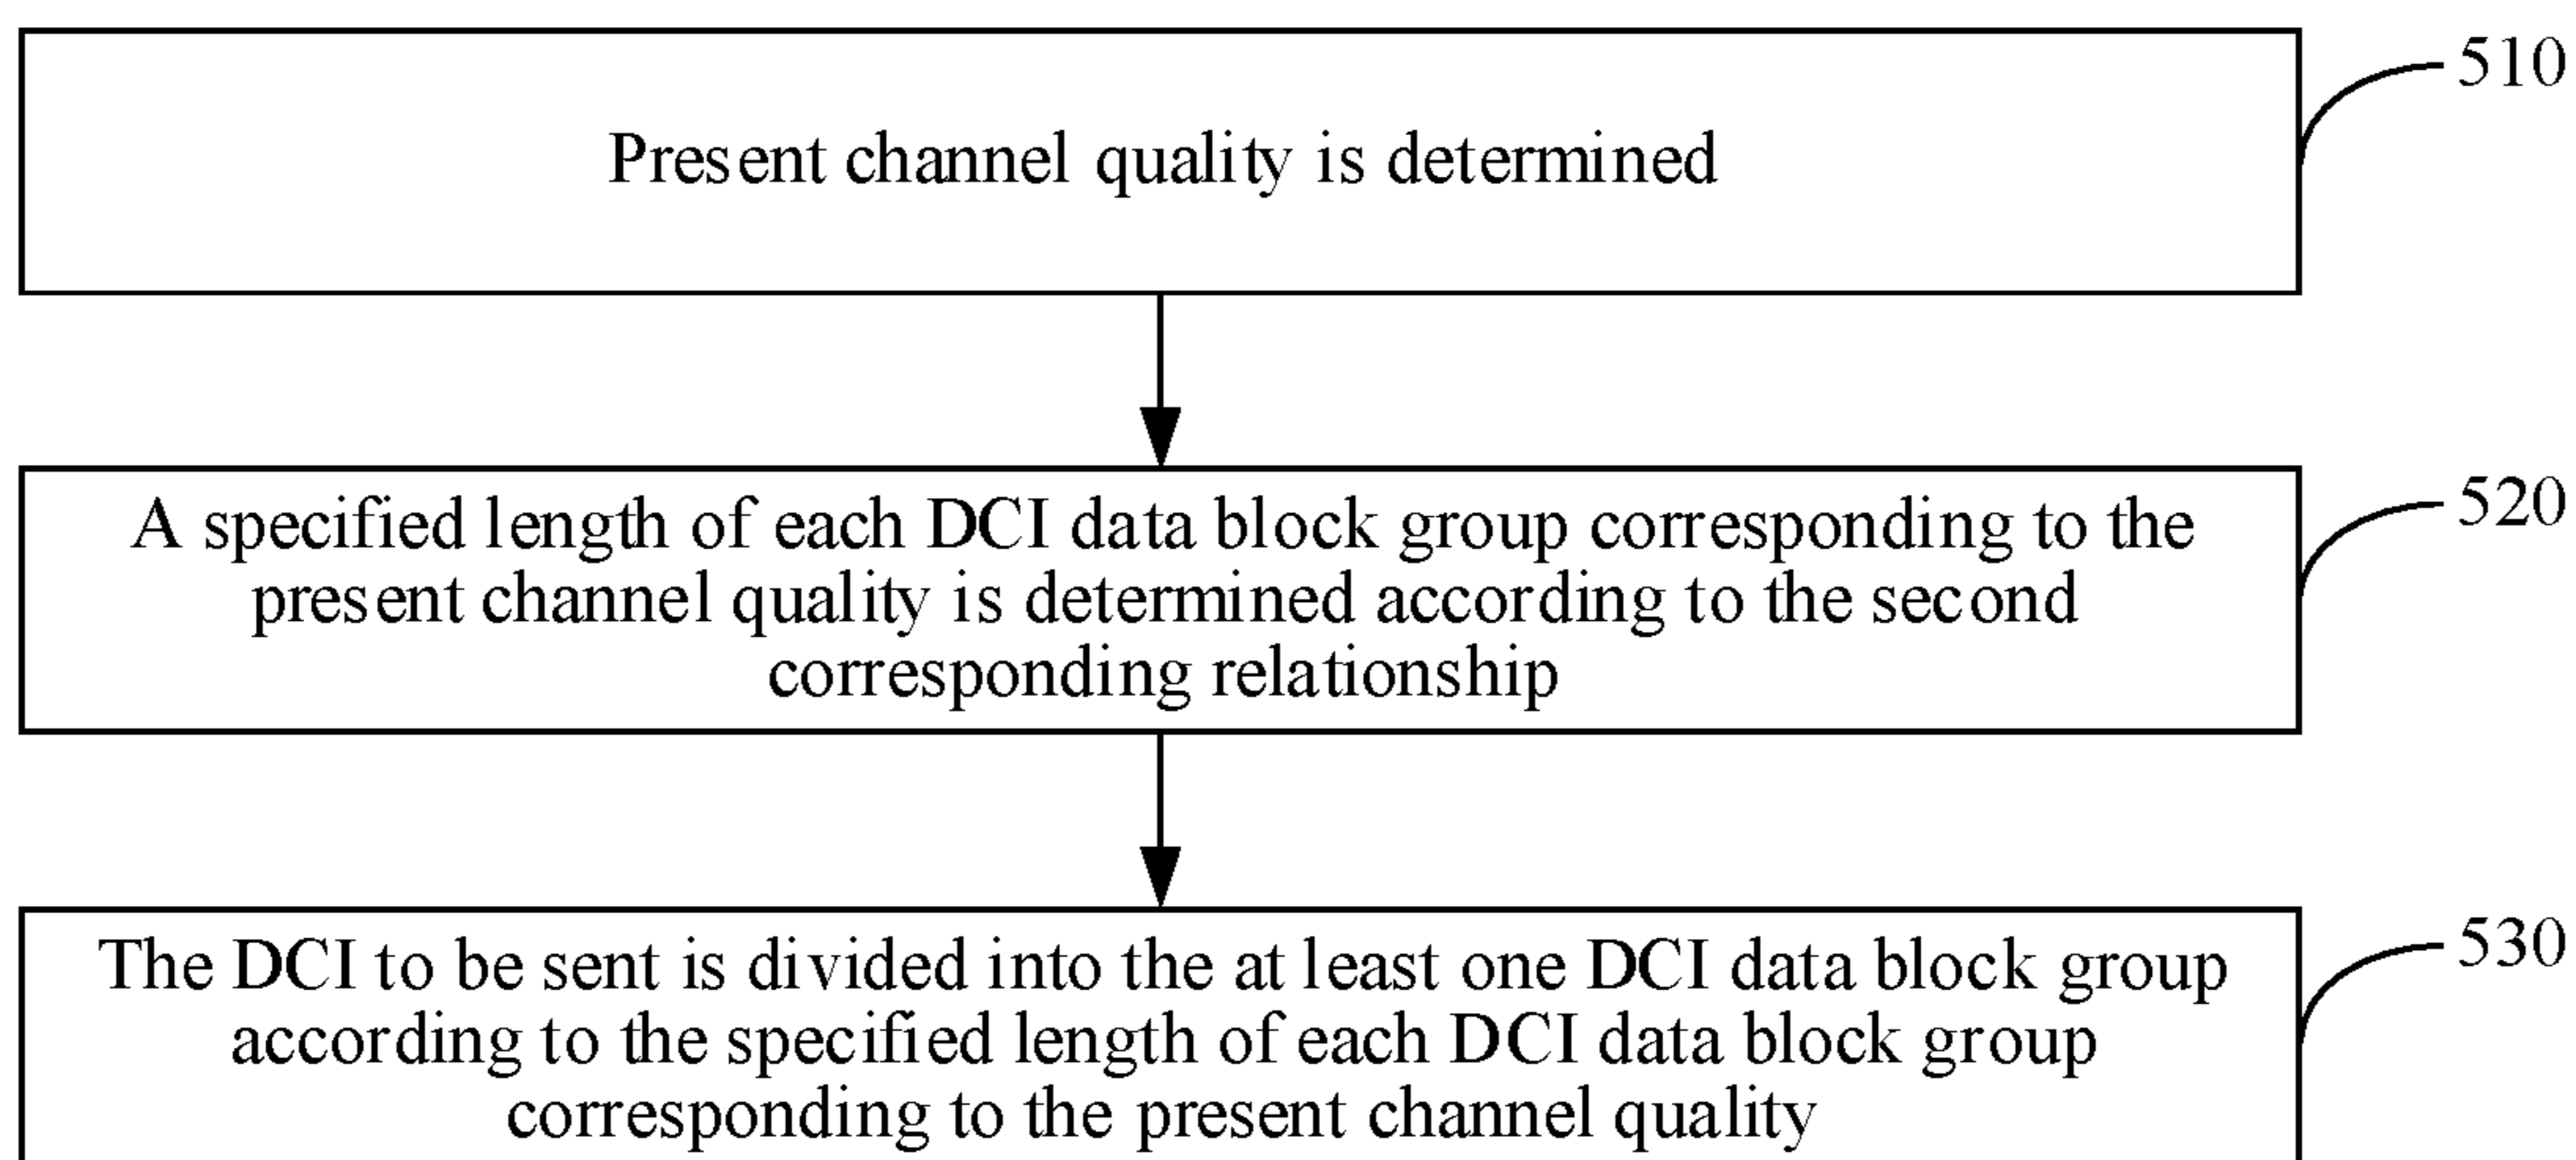 510
Present channel quality is determined
520
A specified length of each DCI data block group corresponding to the
present channel quality is determined according to the second
corresponding relationship
530
The DCI to be sent is divided into the at least one DCI data block group
according to the specified length of each DCI data block group
corresponding to the present channel quality